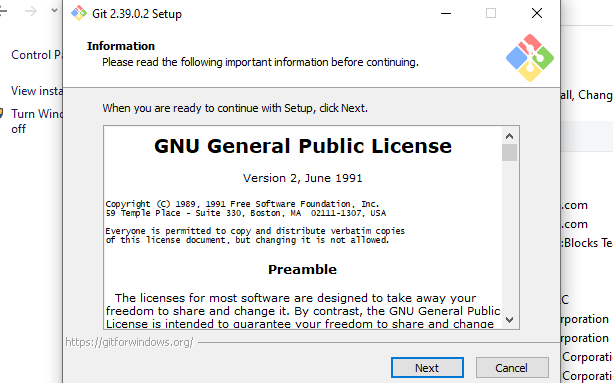 Git 2.39.0.2 Setup
Information
Please read the following important information before continuing.
Control Pa
View insta
Turn Wind
off
all, Chang
When you are ready to continue with Setup, click Next.
GNU General Public License
Version 2, June 1991
Copyright (C) 1989, 1991 Free Software Foundation, Inc.
59 Temple Place - Suite 330, Boston, MA 02111-1307, USA
Everyone is permitted to copy and distribute verbatim copies
of this license document, but changing it is not allowed.
Preamble
The licenses for most software are designed to take away your
freedom to share and change it. By contrast, the GNU General Public
License is intended to guarantee your freedom to share and change
.com
.com
:Blocks Te
C
orporation
rporation
Corporati
Corporati
https://gitforwindows.org/
Next
Cancel